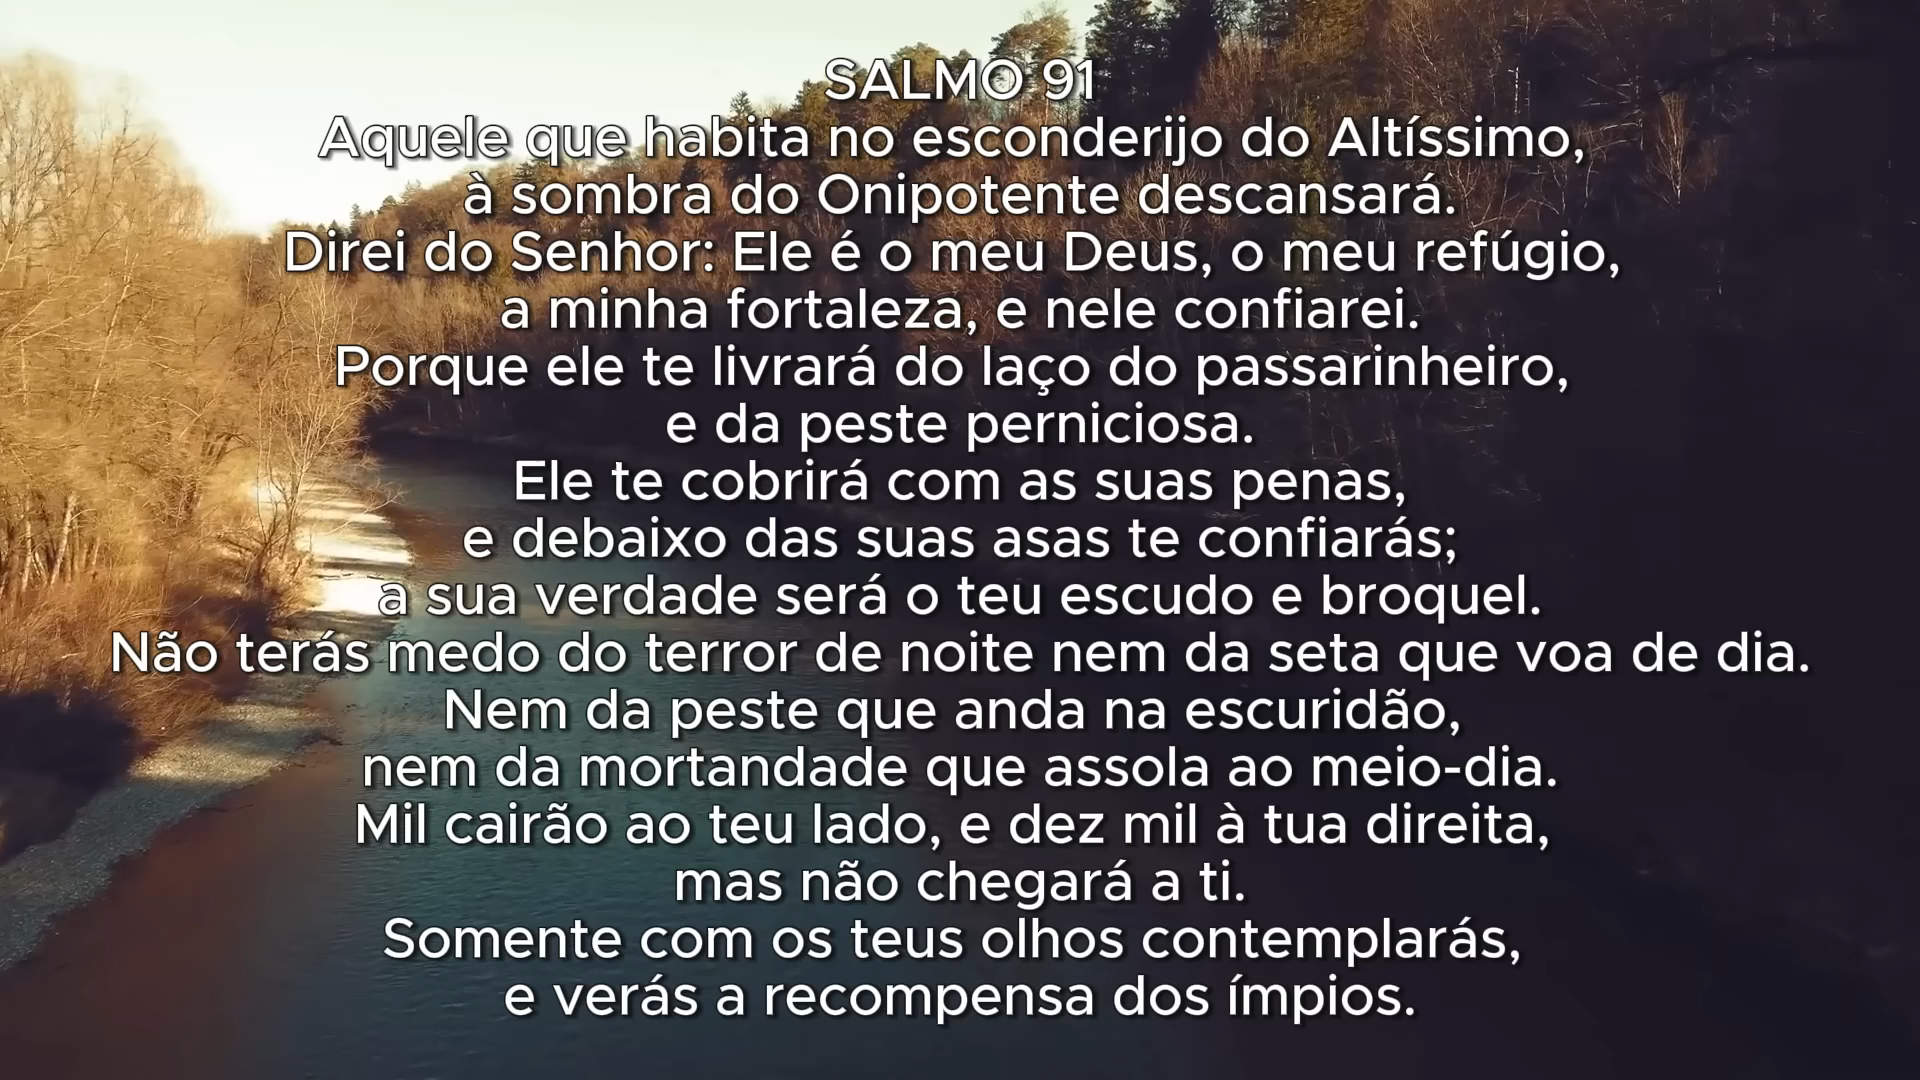 SALMO 91
Aquele que habita no esconderijo do Altíssimo,
à sombra do Onipotente descansará.
Direi do Senhor: Ele é o meu Deus, o meu refúgio,
a minha fortaleza, e nele confiarei.
Porque ele te livrará do laço do passarinheiro,
e da peste perniciosa.
Ele te cobrirá com as suas penas,
e debaixo das suas asas te confiarás;
a sua verdade será o teu escudo e broquel.
Não terás medo do terror de noite nem da seta que voa de dia.
Nem da peste que anda na escuridão,
nem da mortandade que assola ao meio-dia.
Mil cairão ao teu lado, e dez mil à tua direita,
mas não chegará a ti.
Somente com os teus olhos contemplarás,
e verás a recompensa dos ímpios.